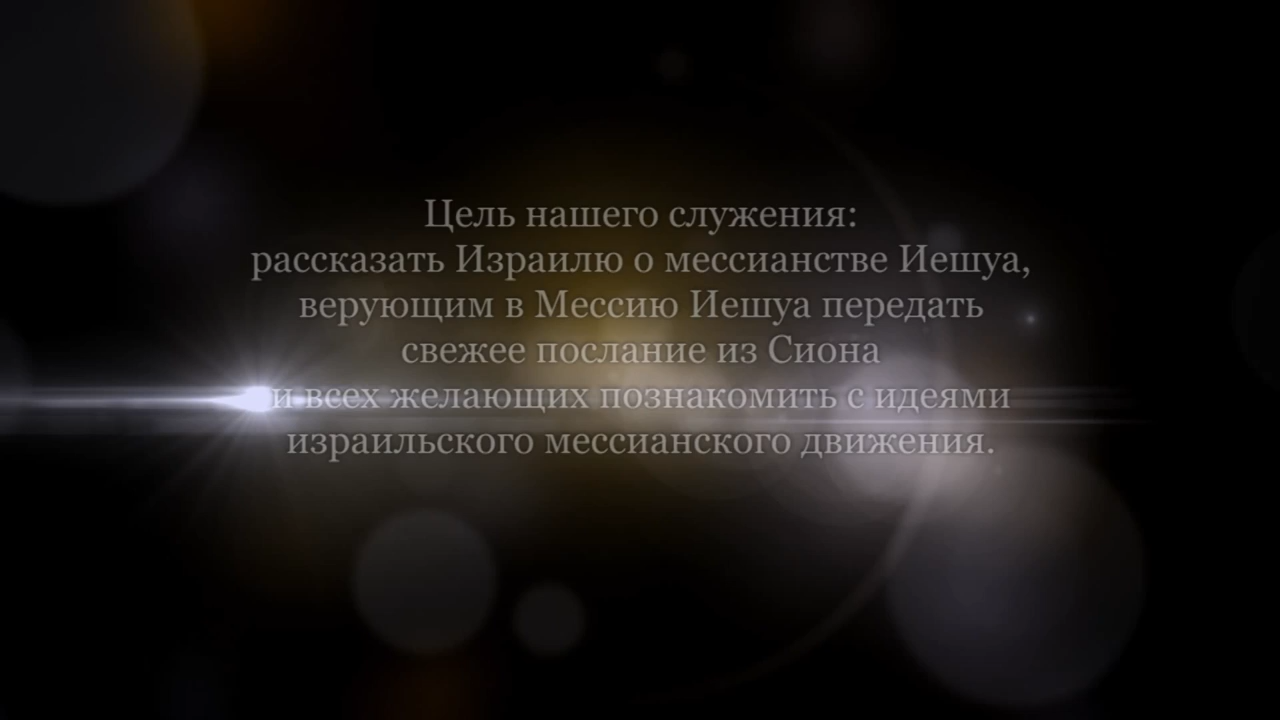 Цель нашего служения:
рассказать Израилю о мессианстве Иешуа,
верующим в Мессию Иешуа передать
свежее послание из Сиона
и всех желающих познакомить с идеями
израильского мессианского движения.